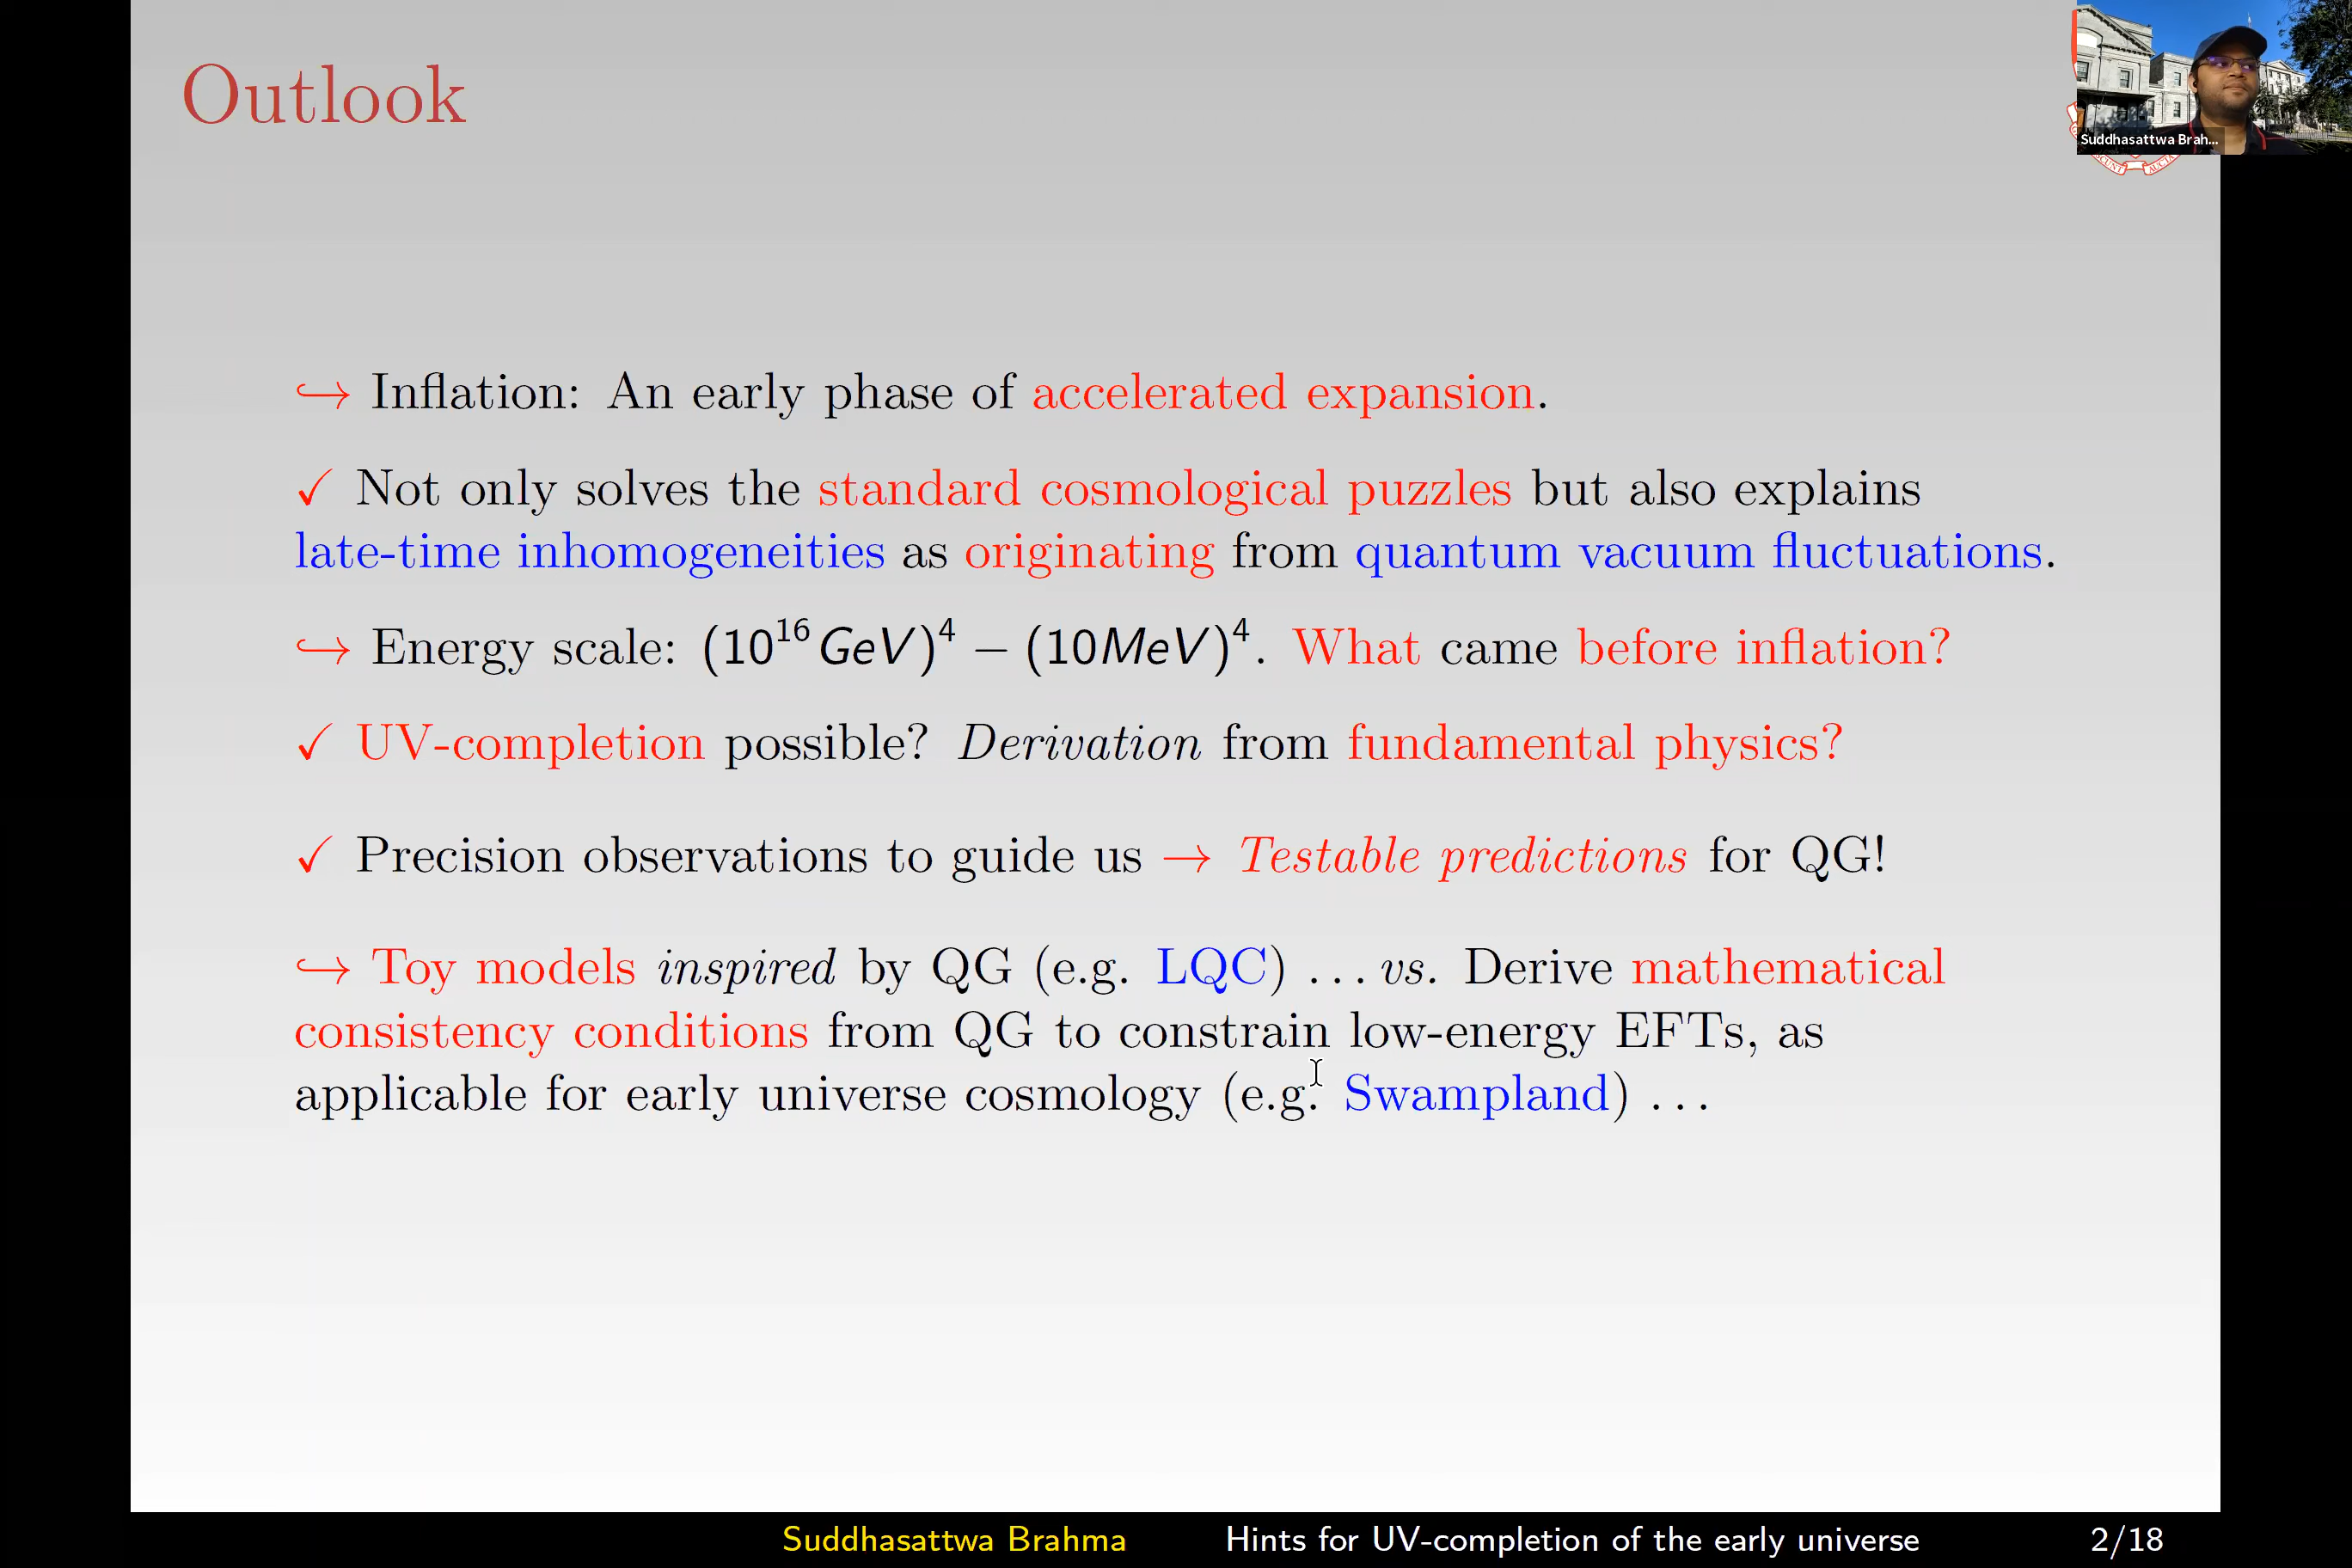 Outlook
Suddhasattwa Brah...
↪ Inflation: An early phase of accelerated expansion.
✓ Not only solves the standard cosmological puzzles but also explains
late-time inhomogeneities as originating from quantum vacuum fluctuations.
↪ Energy scale: (10¹⁶ GeV)⁴ − (10MeV)⁴. What came before inflation?
✓ UV-completion possible? Derivation from fundamental physics?
✓ Precision observations to guide us → Testable predictions for QG!
↪ Toy models inspired by QG (e.g. LQC) ... vs. Derive mathematical
consistency conditions from QG to constrain low-energy EFTs, as
applicable for early universe cosmology (e.g. Swampland) ...
Suddhasattwa Brahma Hints for UV-completion of the early universe 2/18